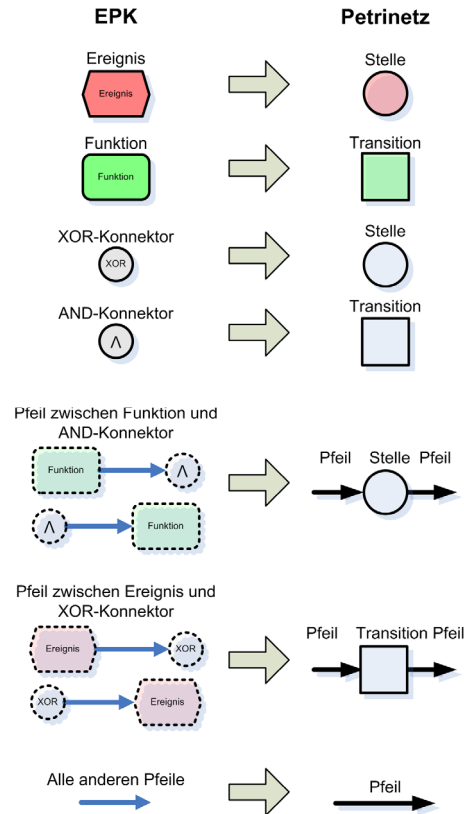 EPK Petrinetz
Ereignis Stelle
Ereignis
Funktion Transition
Funktion
XOR-Konnektor Stelle
XOR
AND-Konnektor Transition
Λ
Pfeil zwischen Funktion und
AND-Konnektor
Pfeil Stelle Pfeil
Funktion Λ
Λ Funktion
Pfeil zwischen Ereignis und
XOR-Konnektor
Pfeil Transition Pfeil
Ereignis XOR
XOR Ereignis
Alle anderen Pfeile Pfeil